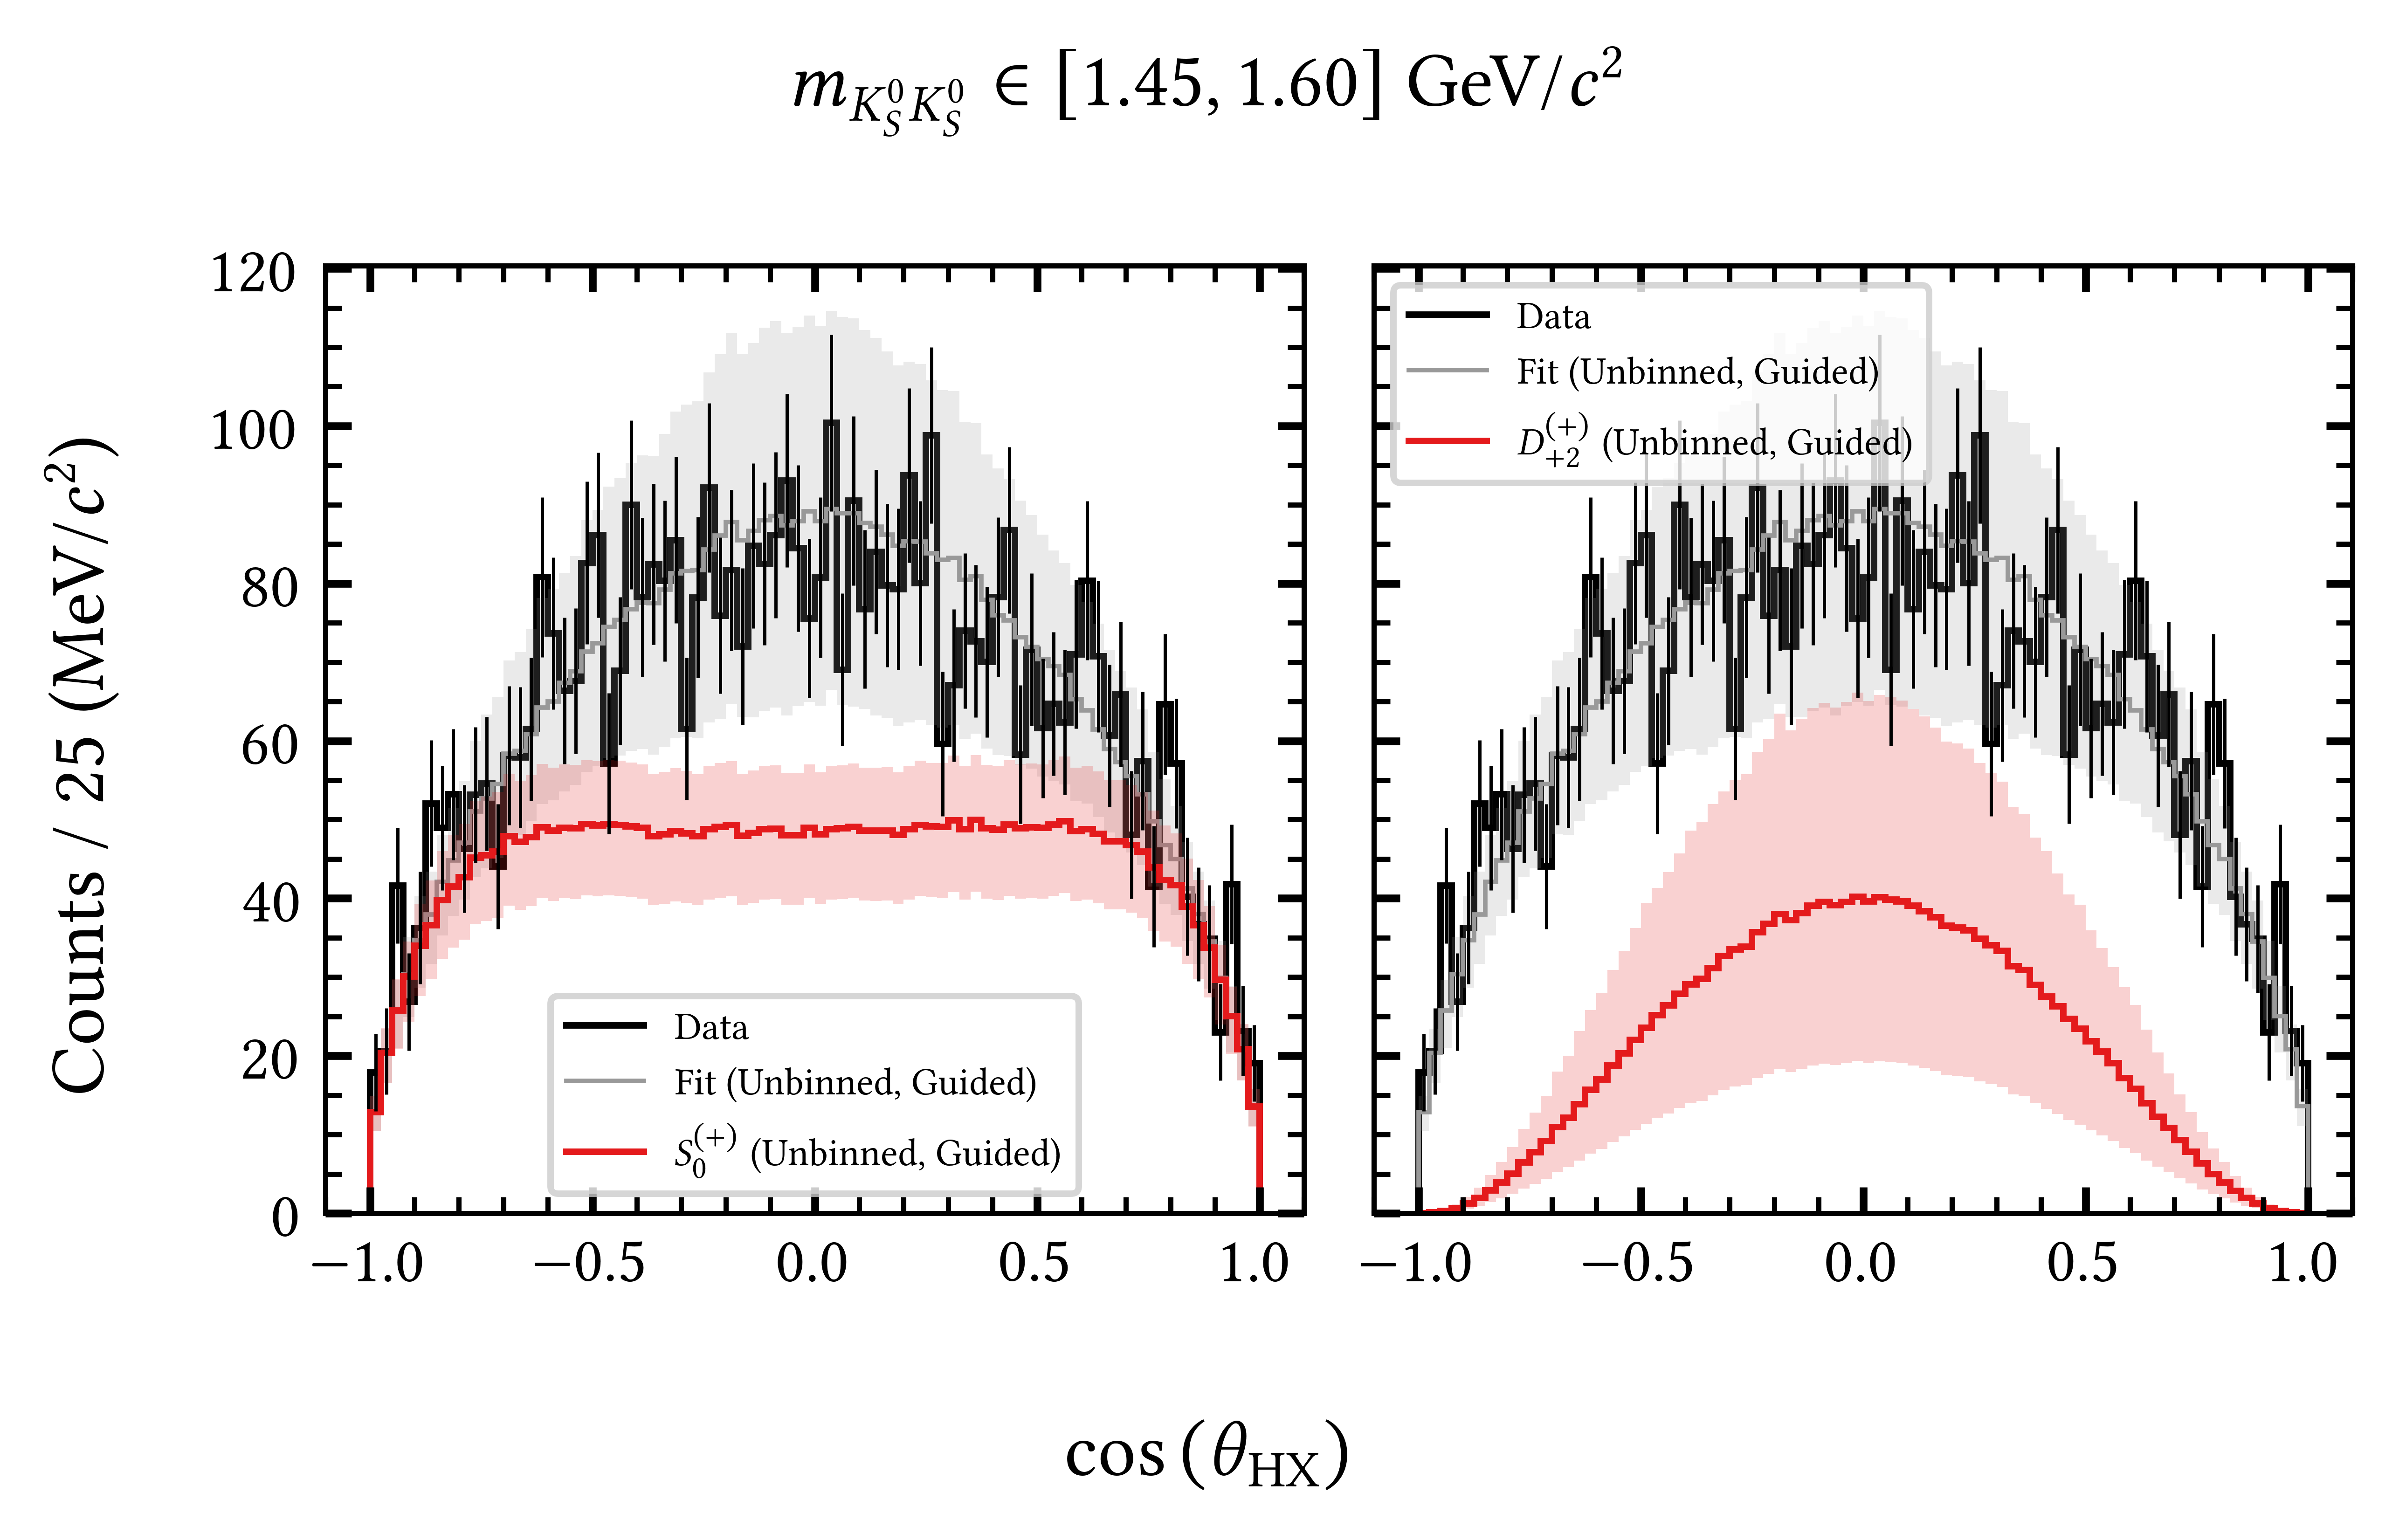 m_{K_S^0 K_S^0} ∈ [1.45, 1.60] GeV/c²
Counts / 25 (MeV/c²)
120
100
80
60
40
20
0
Data
Fit (Unbinned, Guided)
S_0^{(+)} (Unbinned, Guided)
−1.0 −0.5 0.0 0.5 1.0
Data
Fit (Unbinned, Guided)
D_{+2}^{(+)} (Unbinned, Guided)
−1.0 −0.5 0.0 0.5 1.0
cos (θ_{HX})